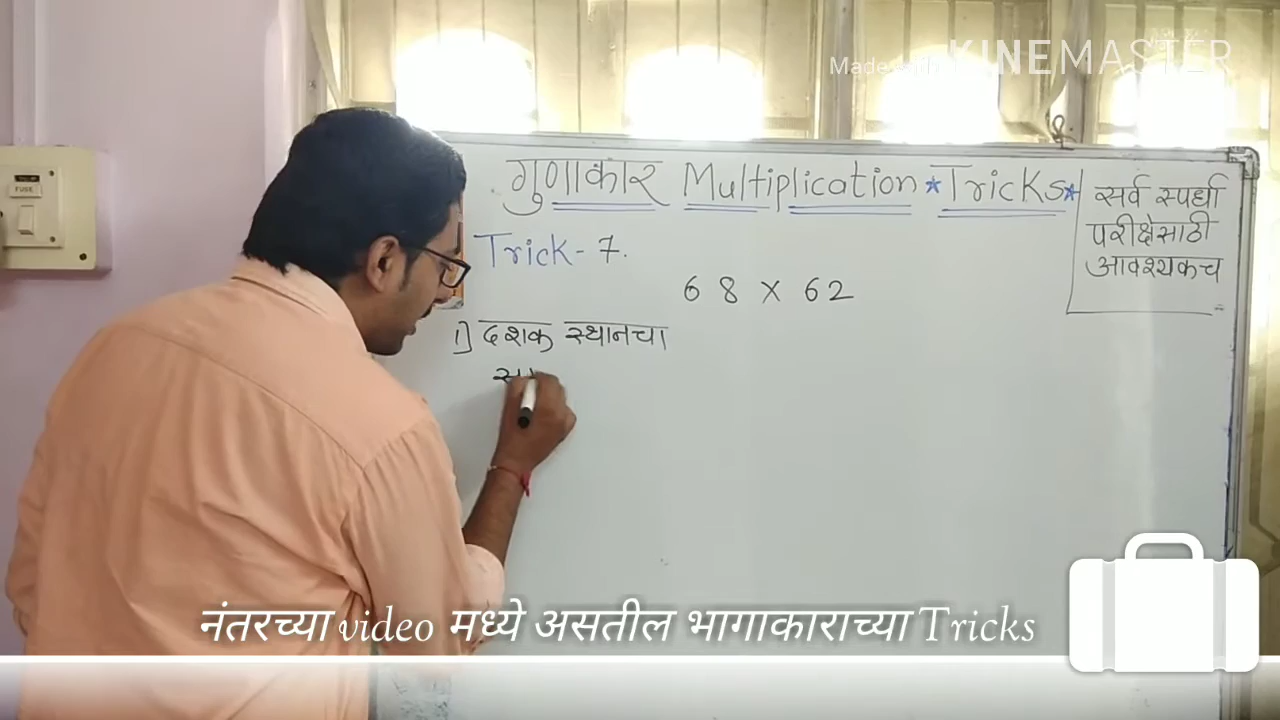 Made with KINEMASTER
गुणाकार Multiplication ★Tricks★
सर्व स्पर्धा
परीक्षेसाठी
आवश्यकच
Trick-7.
68 x 62
1] दशक स्थानचा
नंतरच्या video मध्ये असतील भागाकाराच्या Tricks
FUSE